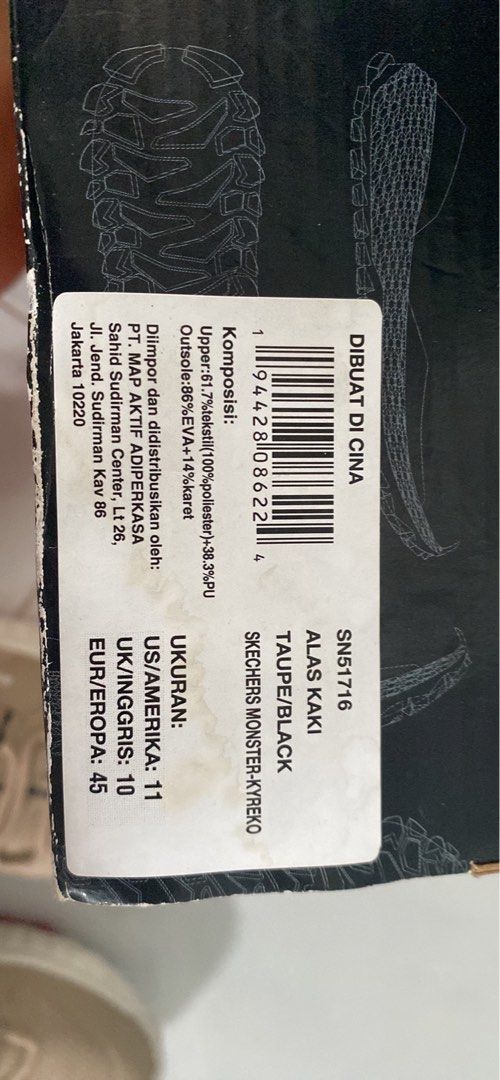 DIBUAT DI CINA
1 94428 08622 4
Komposisi:
Upper:61.7%tekstil(100%poliester)+38.3%PU
Outsole:86%EVA+14%karet
Diimpor dan didistribusikan oleh:
PT. MAP AKTIF ADIPERKASA
Sahid Sudirman Center, Lt 26,
Jl. Jend. Sudirman Kav 86
Jakarta 10220
SN51716
ALAS KAKI
TAUPE/BLACK
SKECHERS MONSTER-KYREKO
UKURAN:
US/AMERIKA: 11
UK/INGGRIS: 10
EUR/EROPA: 45